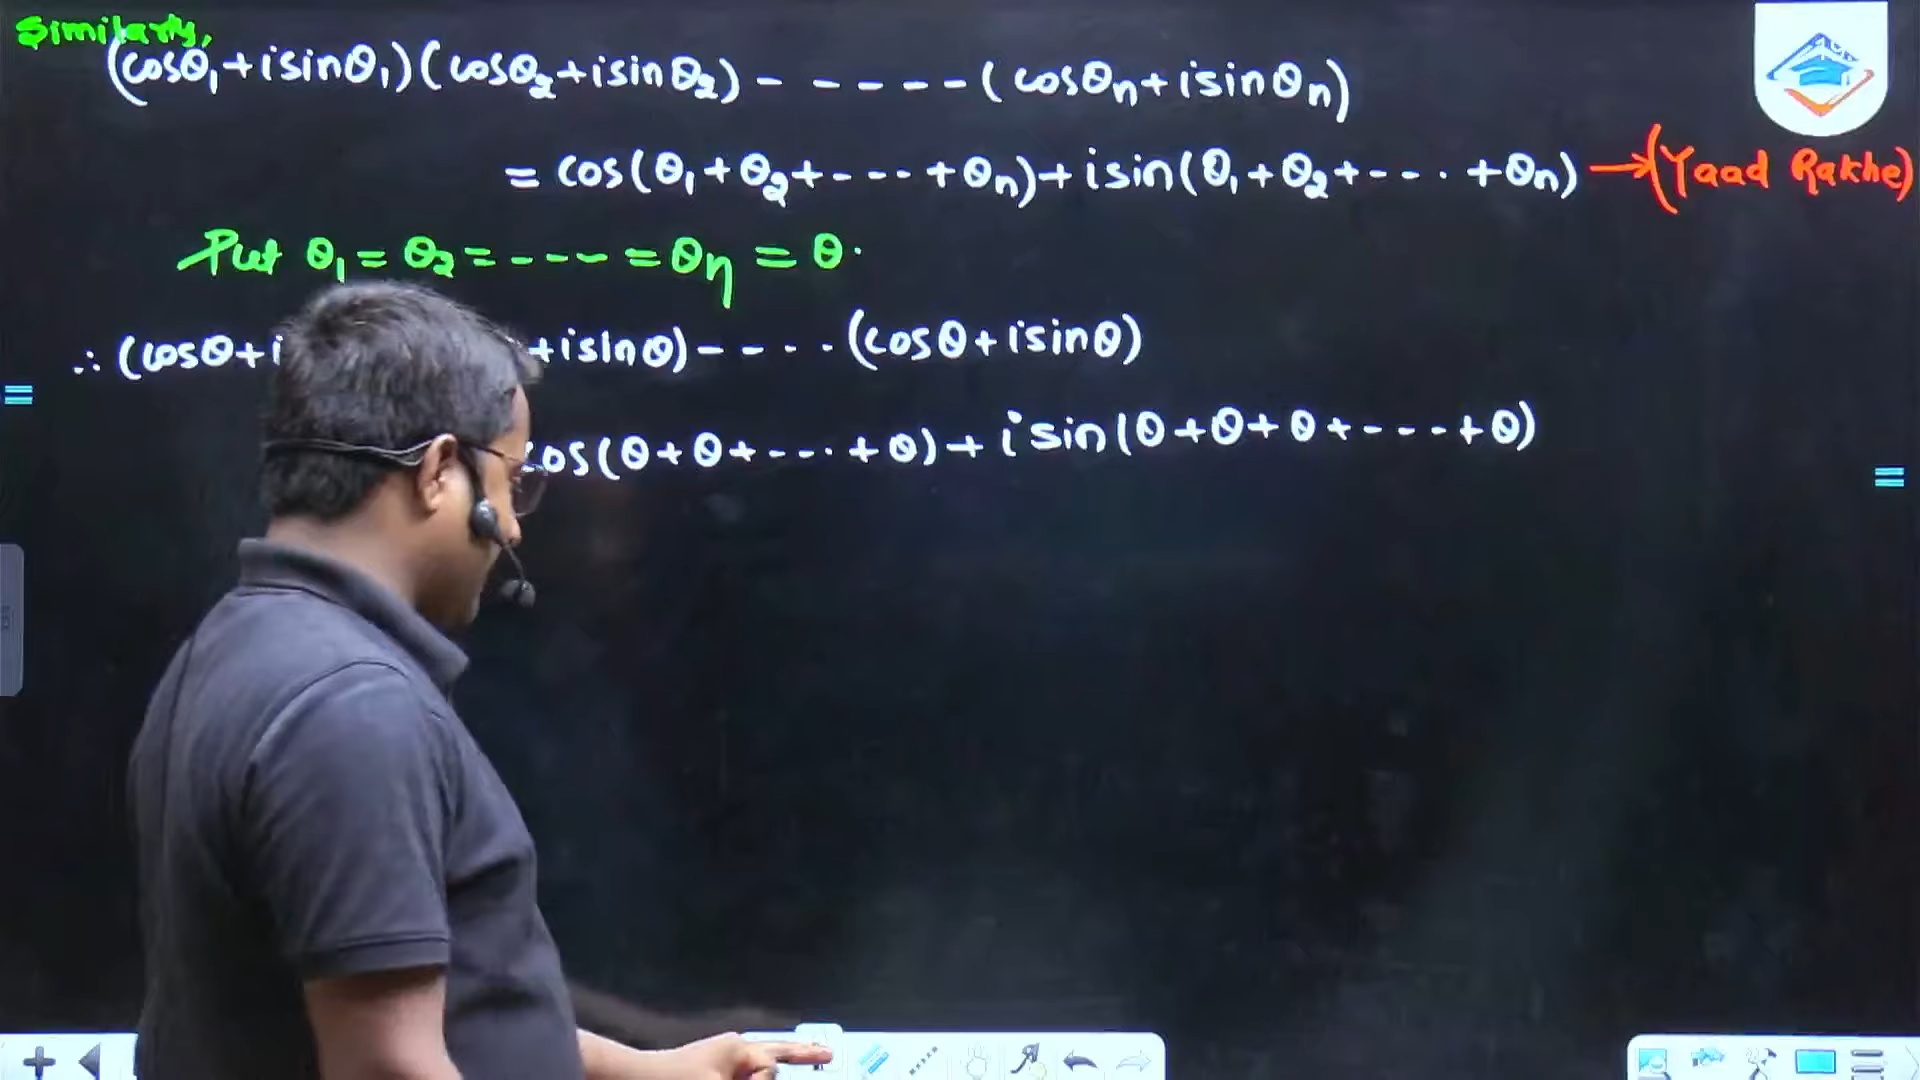 Similarly,
(cosθ₁+isinθ₁)(cosθ₂+isinθ₂)- ----(cosθn+isinθn)
= cos(θ₁+θ₂+---·+θn)+isin(θ₁+θ₂+---·+θn) →(Yaad Rakhe)
Put θ₁=θ₂=----=θn=θ·
∴(cosθ+i +isinθ)----·(cosθ+isinθ)
cos(θ+θ+---·+θ)+isin(θ+θ+θ+----+θ)